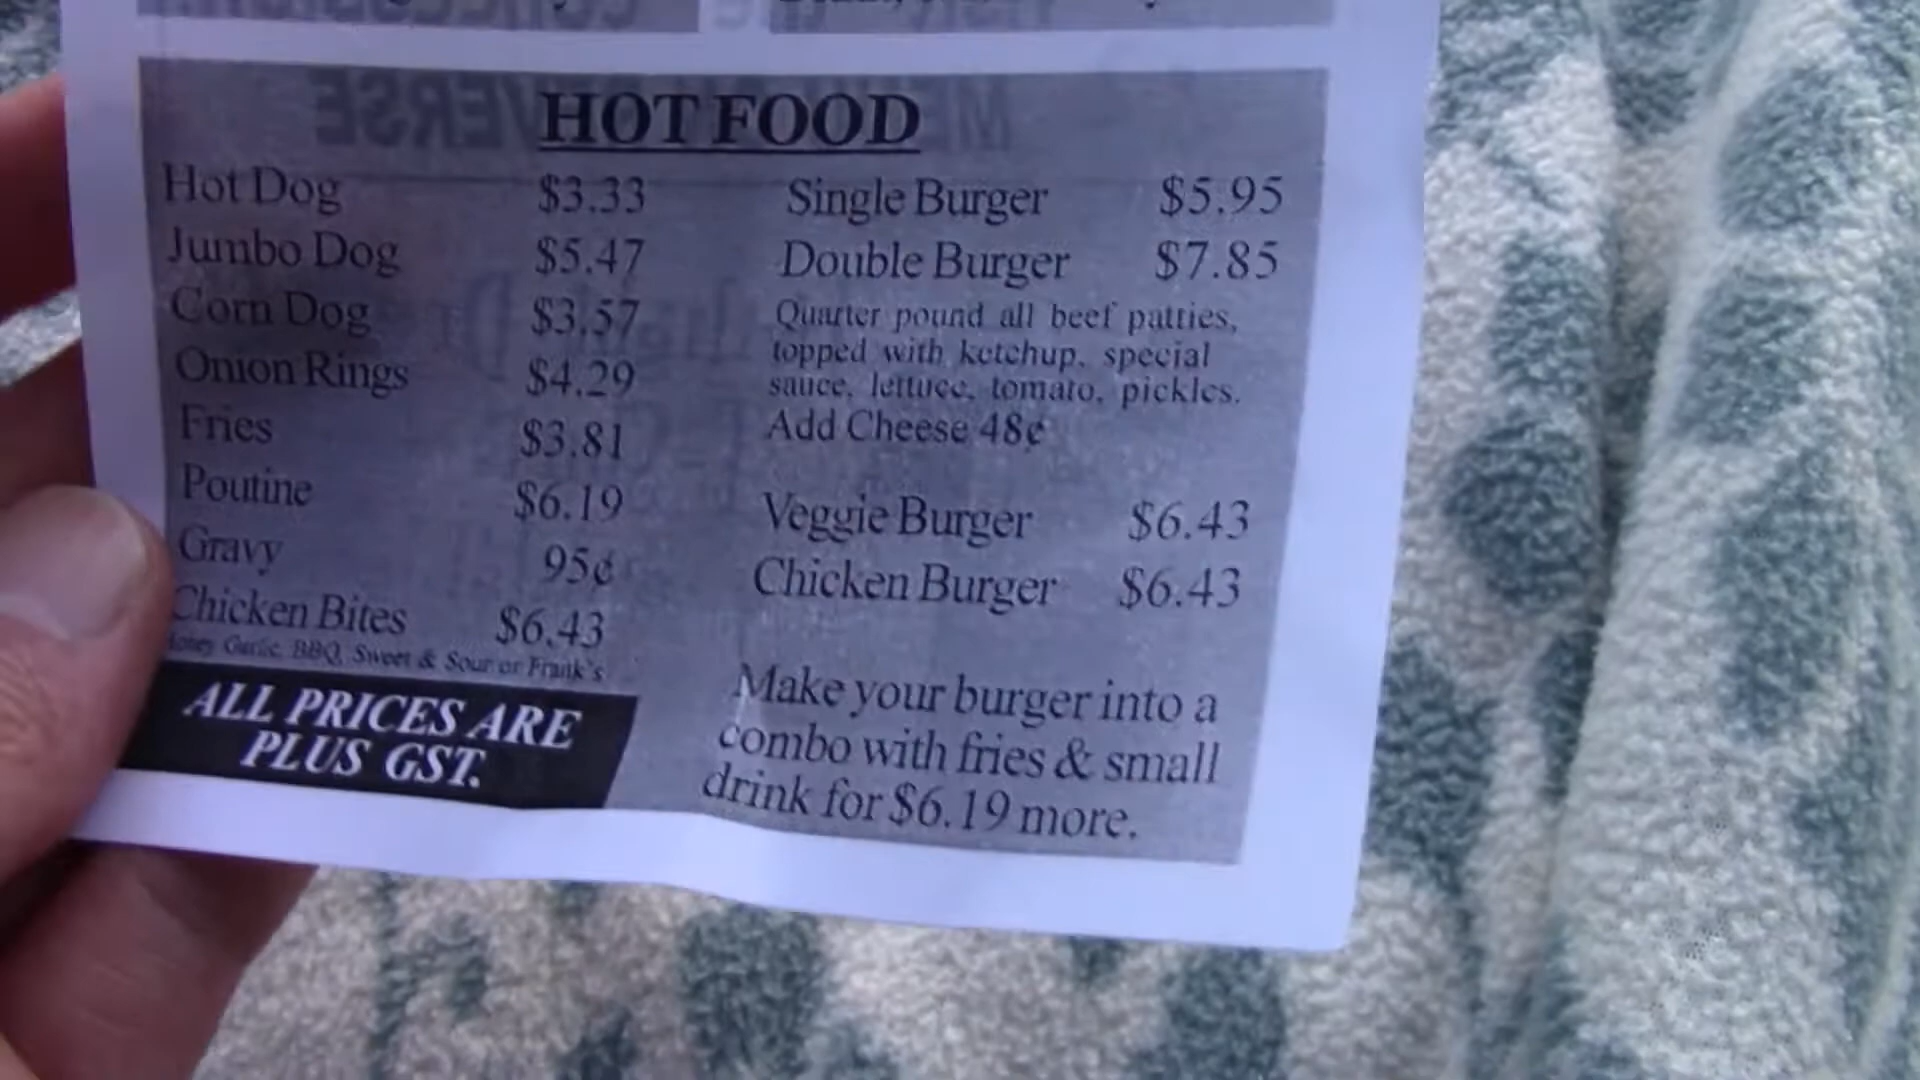 HOT FOOD
Hot Dog $3.33
Jumbo Dog $5.47
Corn Dog $3.57
Onion Rings $4.29
Fries $3.81
Poutine $6.19
Gravy 95¢
Chicken Bites $6.43
Garlic, BBQ, Sweet & Sour or Frank's
ALL PRICES ARE
PLUS GST.
Single Burger $5.95
Double Burger $7.85
Quarter pound all beef patties,
topped with ketchup, special
sauce, lettuce, tomato, pickles.
Add Cheese 48¢
Veggie Burger $6.43
Chicken Burger $6.43
Make your burger into a
combo with fries & small
drink for $6.19 more.